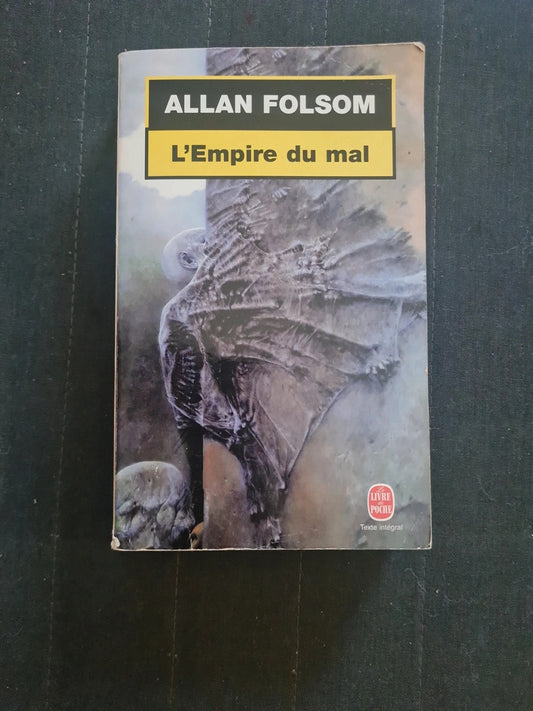 ALLAN FOLSOM
L'Empire du mal
Le
LIVRE
de
POCHE
Texte intégral